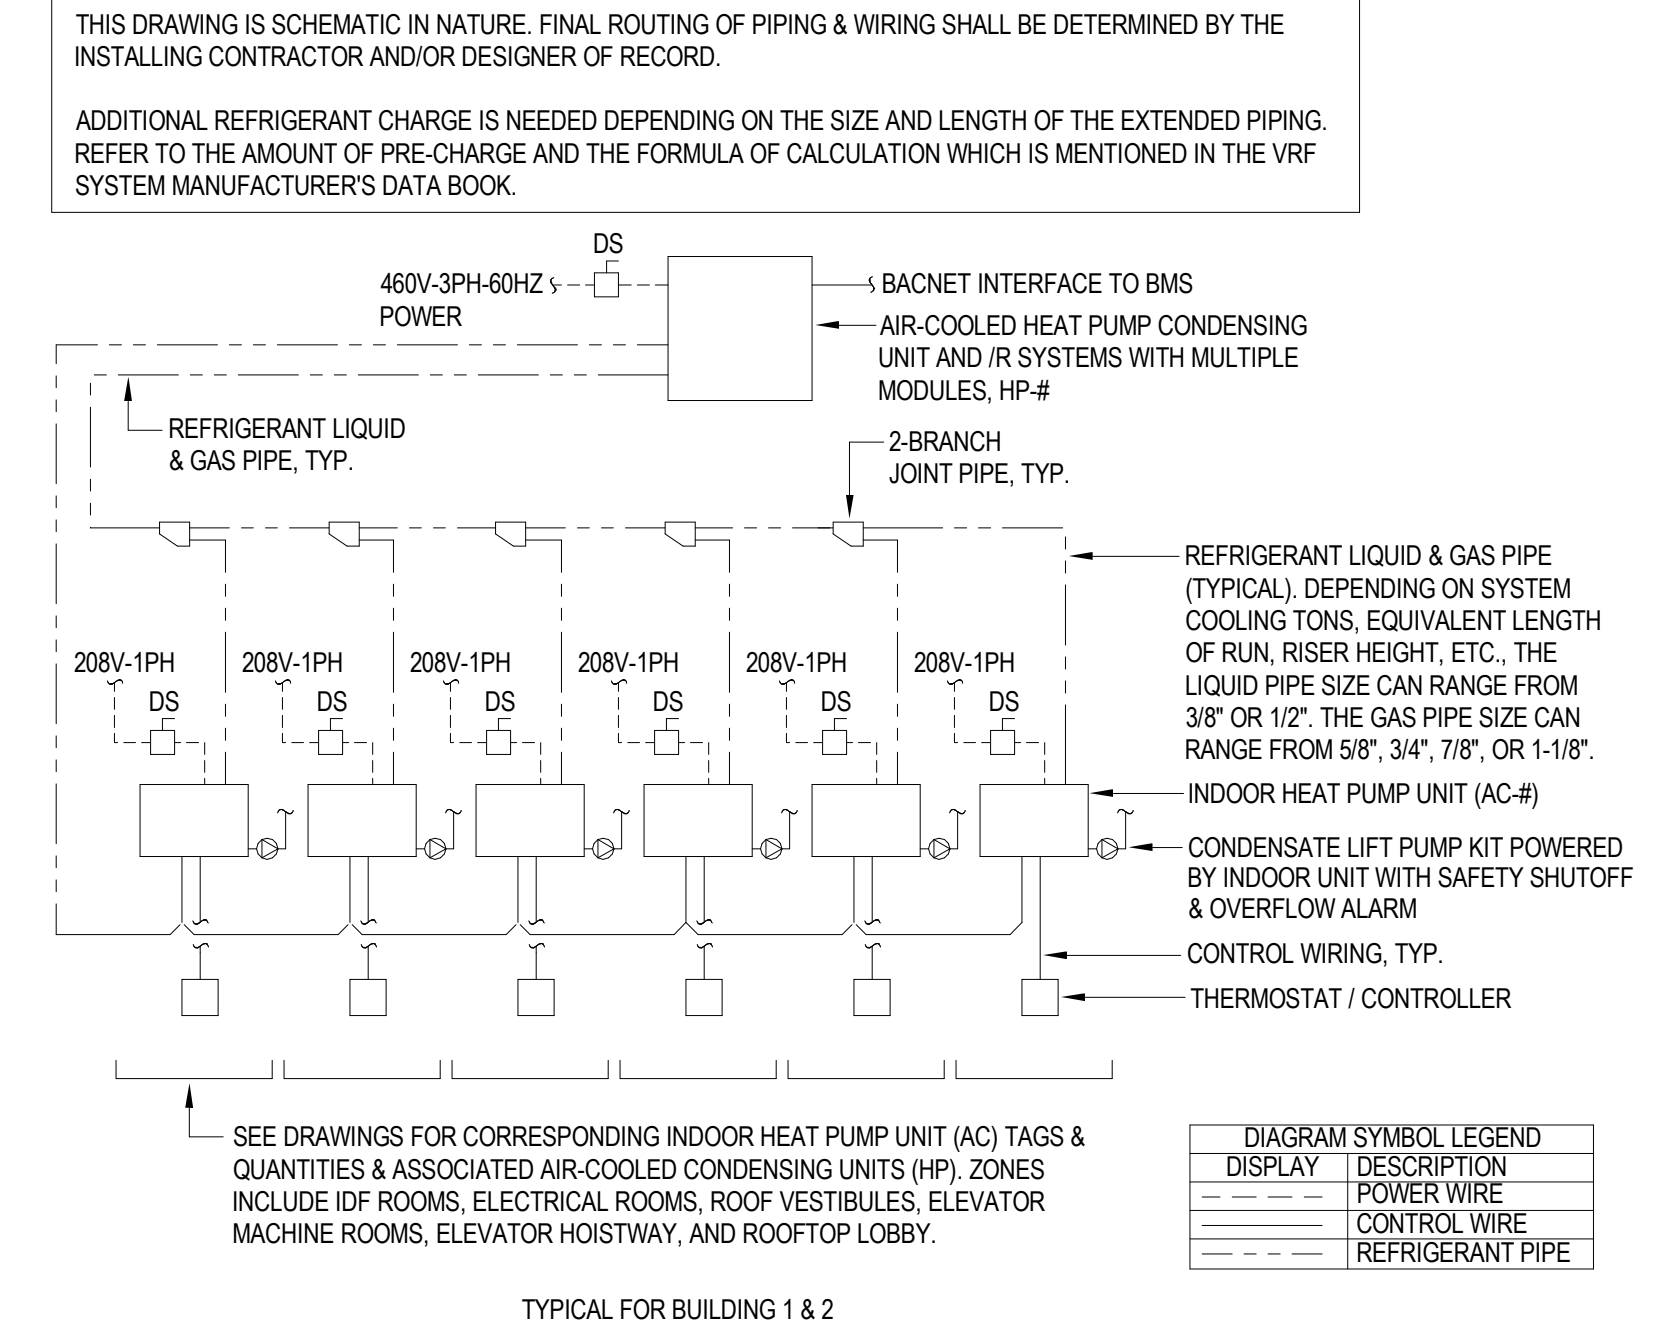 THIS DRAWING IS SCHEMATIC IN NATURE. FINAL ROUTING OF PIPING & WIRING SHALL BE DETERMINED BY THE
INSTALLING CONTRACTOR AND/OR DESIGNER OF RECORD.
ADDITIONAL REFRIGERANT CHARGE IS NEEDED DEPENDING ON THE SIZE AND LENGTH OF THE EXTENDED PIPING.
REFER TO THE AMOUNT OF PRE-CHARGE AND THE FORMULA OF CALCULATION WHICH IS MENTIONED IN THE VRF
SYSTEM MANUFACTURER'S DATA BOOK.
DS
460V-3PH-60HZ
POWER
BACNET INTERFACE TO BMS
AIR-COOLED HEAT PUMP CONDENSING
UNIT AND /R SYSTEMS WITH MULTIPLE
MODULES, HP-#
REFRIGERANT LIQUID
& GAS PIPE, TYP.
2-BRANCH
JOINT PIPE, TYP.
REFRIGERANT LIQUID & GAS PIPE
(TYPICAL). DEPENDING ON SYSTEM
COOLING TONS, EQUIVALENT LENGTH
OF RUN, RISER HEIGHT, ETC., THE
LIQUID PIPE SIZE CAN RANGE FROM
3/8" OR 1/2". THE GAS PIPE SIZE CAN
RANGE FROM 5/8", 3/4", 7/8", OR 1-1/8".
208V-1PH
208V-1PH
208V-1PH
208V-1PH
208V-1PH
208V-1PH
DS
DS
DS
DS
DS
DS
INDOOR HEAT PUMP UNIT (AC-#)
CONDENSATE LIFT PUMP KIT POWERED
BY INDOOR UNIT WITH SAFETY SHUTOFF
& OVERFLOW ALARM
CONTROL WIRING, TYP.
THERMOSTAT / CONTROLLER
SEE DRAWINGS FOR CORRESPONDING INDOOR HEAT PUMP UNIT (AC) TAGS &
QUANTITIES & ASSOCIATED AIR-COOLED CONDENSING UNITS (HP). ZONES
INCLUDE IDF ROOMS, ELECTRICAL ROOMS, ROOF VESTIBULES, ELEVATOR
MACHINE ROOMS, ELEVATOR HOISTWAY, AND ROOFTOP LOBBY.
DIAGRAM SYMBOL LEGEND
DISPLAY DESCRIPTION
POWER WIRE
CONTROL WIRE
REFRIGERANT PIPE
TYPICAL FOR BUILDING 1 & 2